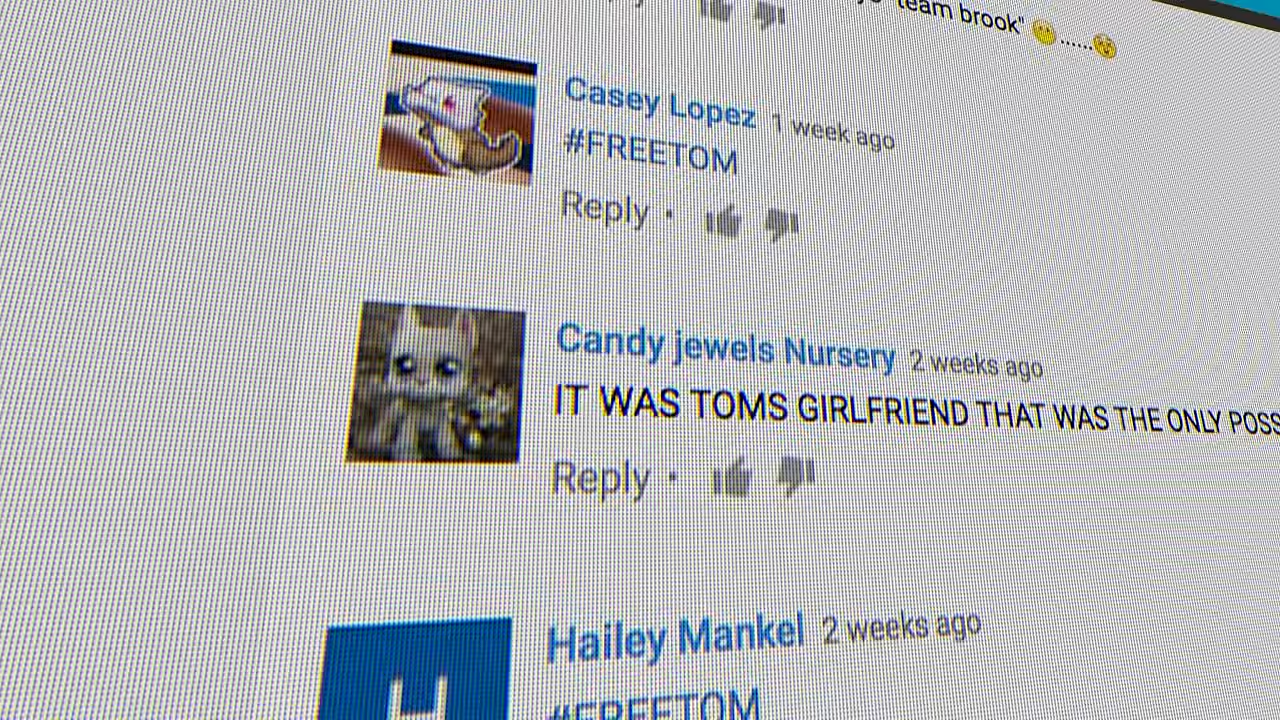 team brook" 😁......😚
Casey Lopez 1 week ago
#FREETOM
Reply ·
Candy jewels Nursery 2 weeks ago
IT WAS TOMS GIRLFRIEND THAT WAS THE ONLY POSS
Reply ·
H
Hailey Mankel 2 weeks ago
#FREETOM